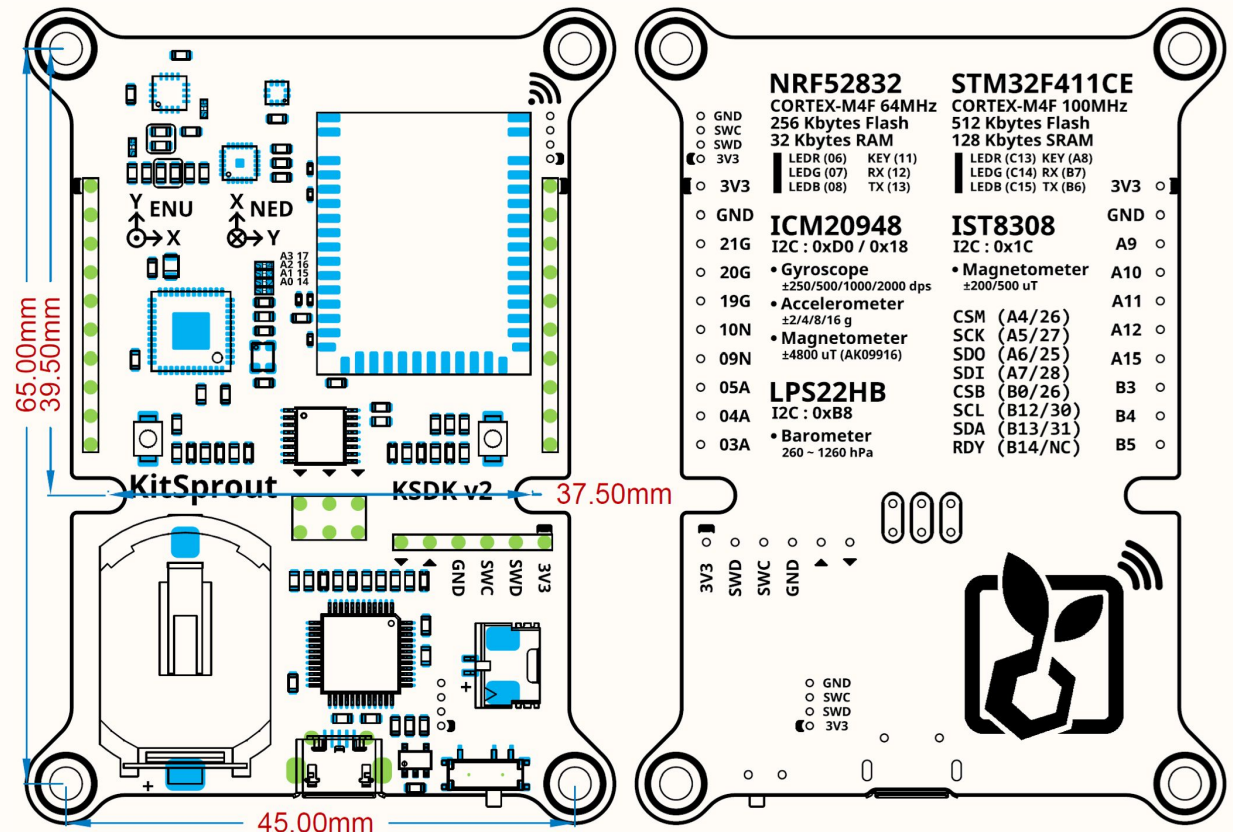 Y ENU
X
X NED
Y
A3 17
A2 16
A1 15
A0 14
65.00mm
39.50mm
KitSprout
KSDK v2
37.50mm
GND
SWC
SWD
3V3
+
+
45.00mm
NRF52832
CORTEX-M4F 64MHz
256 Kbytes Flash
32 Kbytes RAM
LEDR (06) KEY (11)
LEDG (07) RX (12)
LEDB (08) TX (13)
STM32F411CE
CORTEX-M4F 100MHz
512 Kbytes Flash
128 Kbytes SRAM
LEDR (C13) KEY (A8)
LEDG (C14) RX (B7)
LEDB (C15) TX (B6)
GND
SWC
SWD
3V3
3V3
GND
21G
20G
19G
10N
09N
05A
04A
03A
ICM20948
I2C : 0xD0 / 0x18
• Gyroscope
±250/500/1000/2000 dps
• Accelerometer
±2/4/8/16 g
• Magnetometer
±4800 uT (AK09916)
LPS22HB
I2C : 0xB8
• Barometer
260 ~ 1260 hPa
IST8308
I2C : 0x1C
• Magnetometer
±200/500 uT
CSM (A4/26)
SCK (A5/27)
SDO (A6/25)
SDI (A7/28)
CSB (B0/26)
SCL (B12/30)
SDA (B13/31)
RDY (B14/NC)
3V3
GND
A9
A10
A11
A12
A15
B3
B4
B5
3V3
SWD
SWC
GND
GND
SWC
SWD
3V3